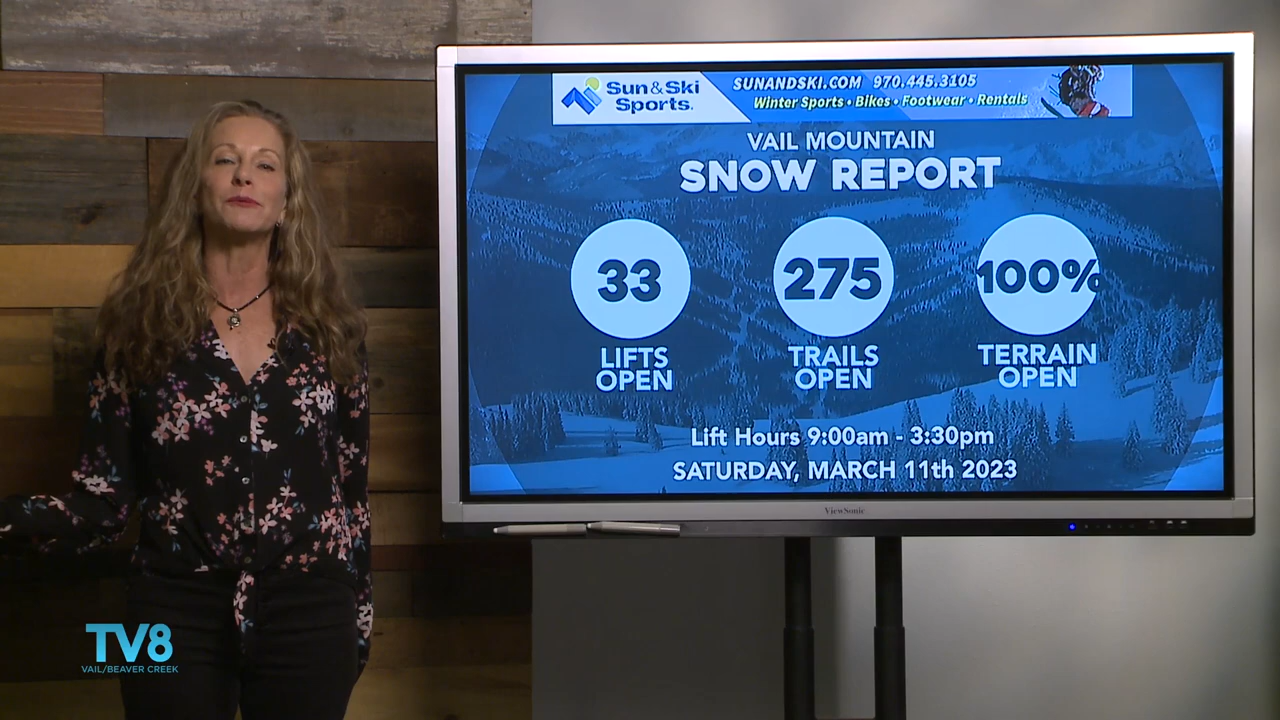 Sun & Ski
Sports.
SUNANDSKI.COM 970.445.3105
Winter Sports • Bikes • Footwear • Rentals
VAIL MOUNTAIN
SNOW REPORT
33
LIFTS
OPEN
275
TRAILS
OPEN
100%
TERRAIN
OPEN
Lift Hours 9:00am - 3:30pm
SATURDAY, MARCH 11th 2023
ViewSonic
TV8
VAIL/BEAVER CREEK